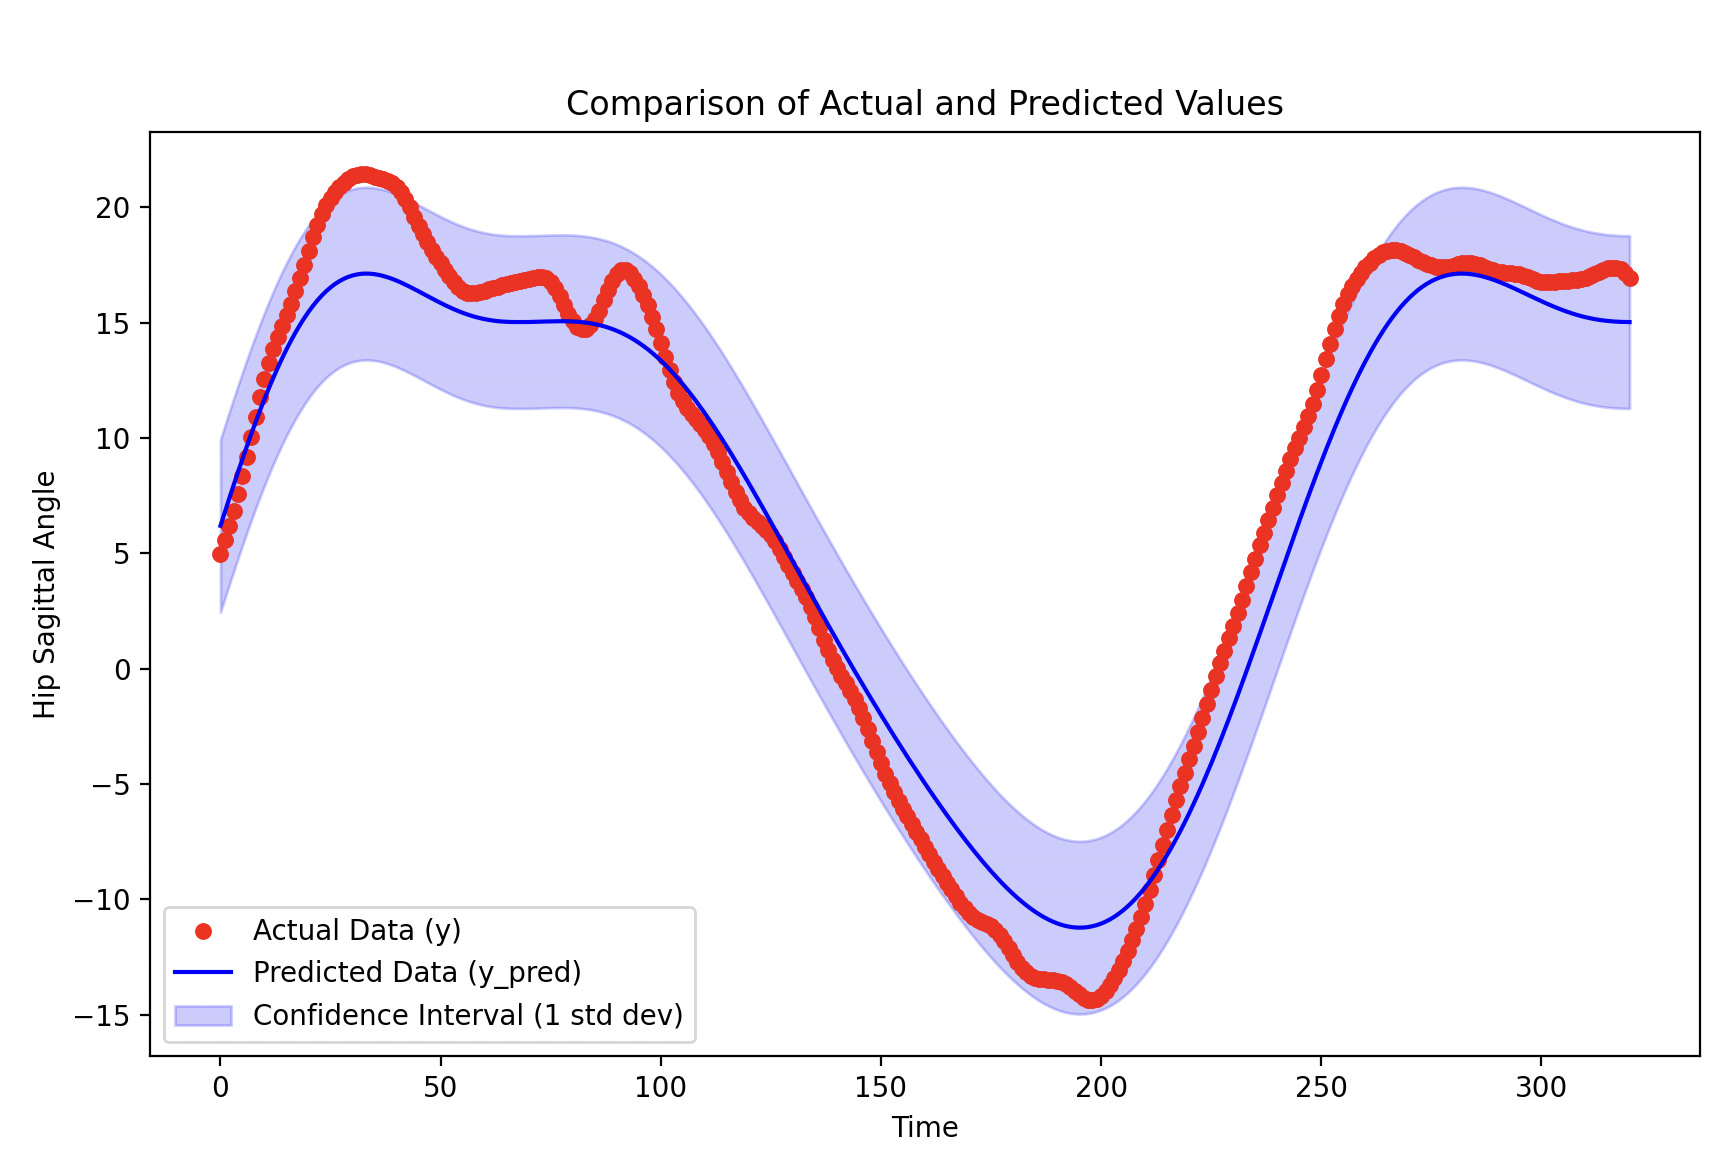 Comparison of Actual and Predicted Values
Hip Sagittal Angle
20
15
10
5
0
−5
−10
−15
Actual Data (y)
Predicted Data (y_pred)
Confidence Interval (1 std dev)
0 50 100 150 200 250 300
Time